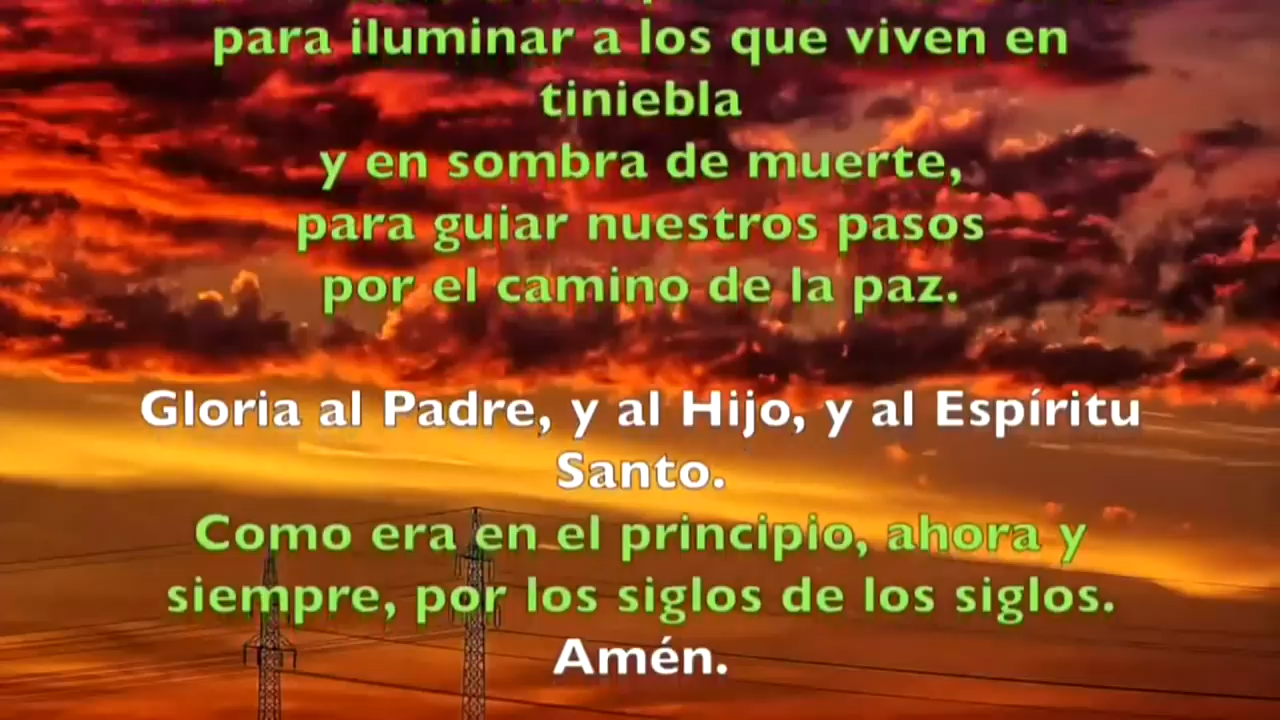 para iluminar a los que viven en
tiniebla
y en sombra de muerte,
para guiar nuestros pasos
por el camino de la paz.
Gloria al Padre, y al Hijo, y al Espíritu
Santo.
Como era en el principio, ahora y
siempre, por los siglos de los siglos.
Amén.